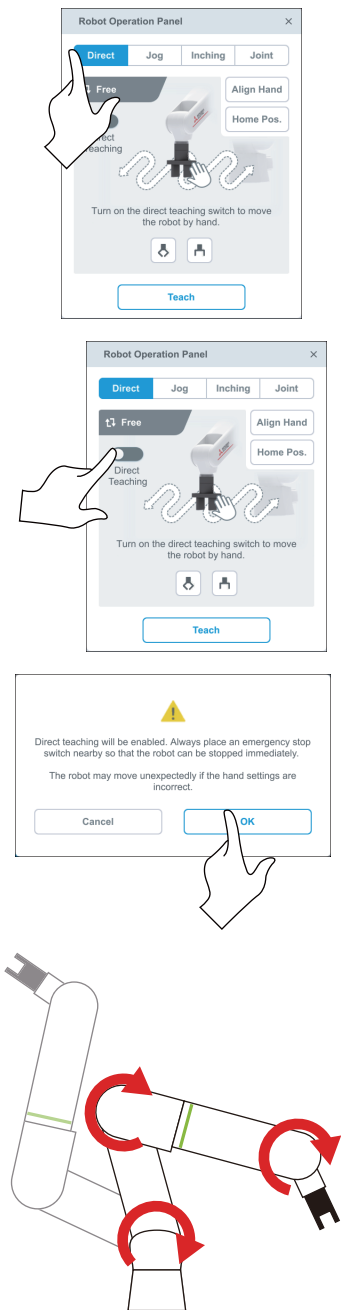 Robot Operation Panel
Direct Jog Inching Joint
Free
Align Hand
Home Pos.
Teaching
Turn on the direct teaching switch to move
the robot by hand.
Teach
Robot Operation Panel
Direct Jog Inching Joint
Free
Align Hand
Home Pos.
Direct
Teaching
Turn on the direct teaching switch to move
the robot by hand.
Teach
Direct teaching will be enabled. Always place an emergency stop
switch nearby so that the robot can be stopped immediately.
The robot may move unexpectedly if the hand settings are
incorrect.
Cancel OK